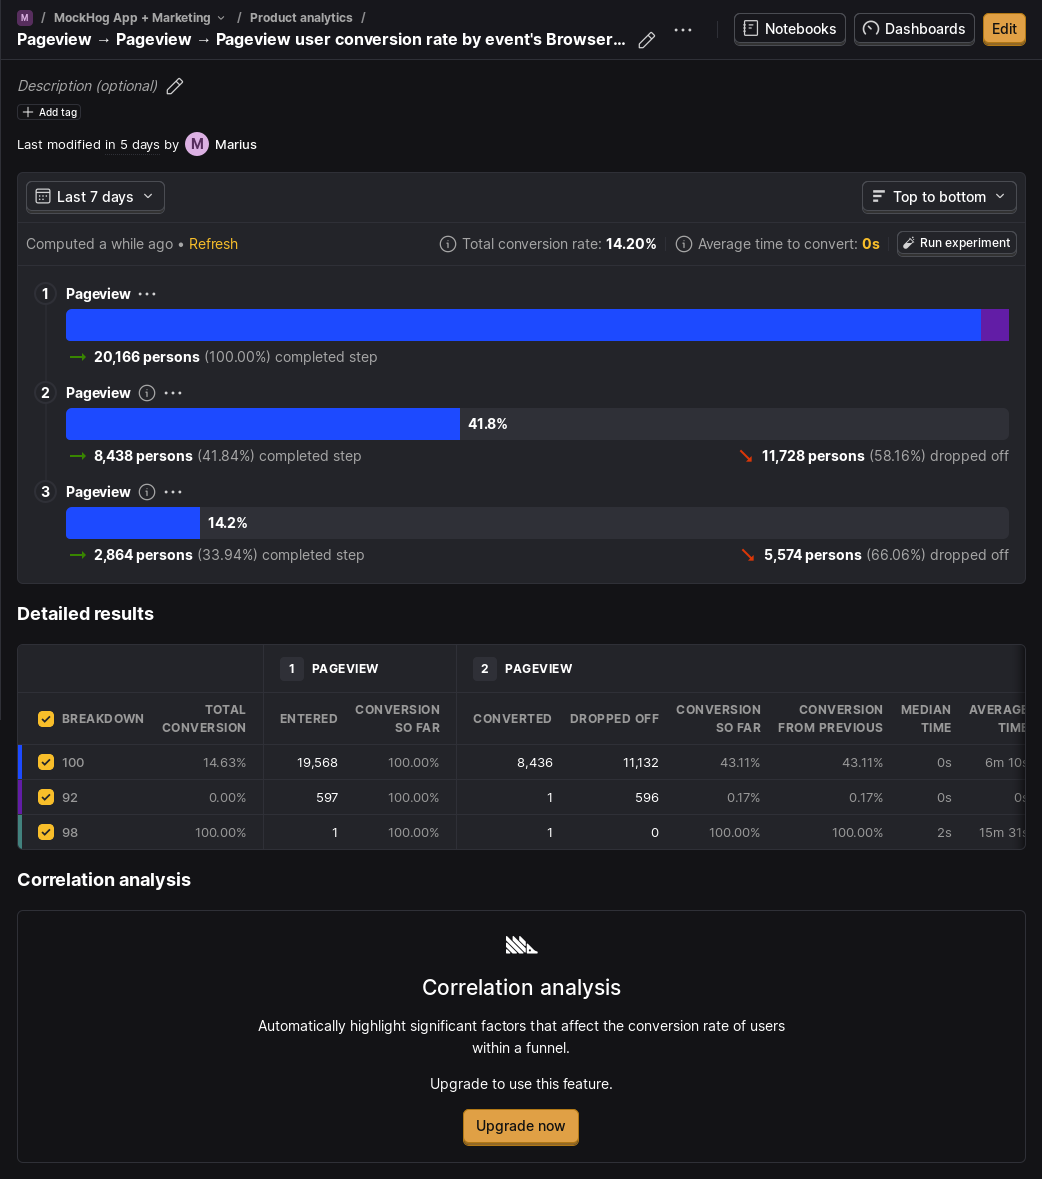 M / MockHog App + Marketing / Product analytics /
Pageview → Pageview → Pageview user conversion rate by event's Browser...
Notebooks
Dashboards
Edit
Description (optional)
Add tag
Last modified in 5 days by M Marius
Last 7 days
Top to bottom
Computed a while ago • Refresh
Total conversion rate: 14.20%
Average time to convert: 0s
Run experiment
1 Pageview
20,166 persons (100.00%) completed step
2 Pageview
41.8%
8,438 persons (41.84%) completed step
11,728 persons (58.16%) dropped off
3 Pageview
14.2%
2,864 persons (33.94%) completed step
5,574 persons (66.06%) dropped off
Detailed results
1 PAGEVIEW
2 PAGEVIEW
BREAKDOWN
TOTAL
CONVERSION
ENTERED
CONVERSION
SO FAR
CONVERTED
DROPPED OFF
CONVERSION
SO FAR
CONVERSION
FROM PREVIOUS
MEDIAN
TIME
AVERAGE
TIME
100 14.63% 19,568 100.00% 8,436 11,132 43.11% 43.11% 0s 6m 10s
92 0.00% 597 100.00% 1 596 0.17% 0.17% 0s 0s
98 100.00% 1 100.00% 1 0 100.00% 100.00% 2s 15m 31s
Correlation analysis
Correlation analysis
Automatically highlight significant factors that affect the conversion rate of users
within a funnel.
Upgrade to use this feature.
Upgrade now